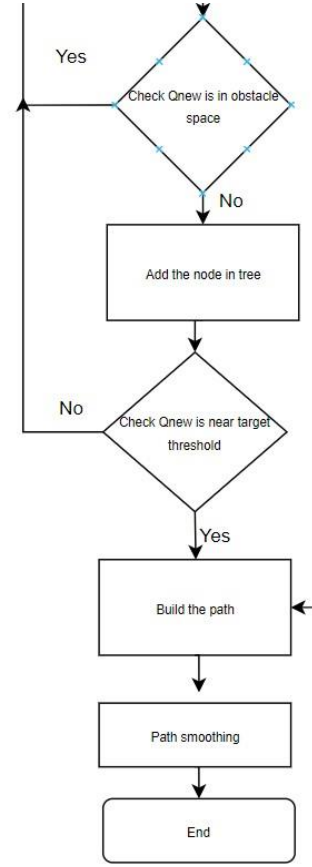 Yes
Check Qnew is in obstacle
space
No
Add the node in tree
No
Check Qnew is near target
threshold
Yes
Build the path
Path smoothing
End